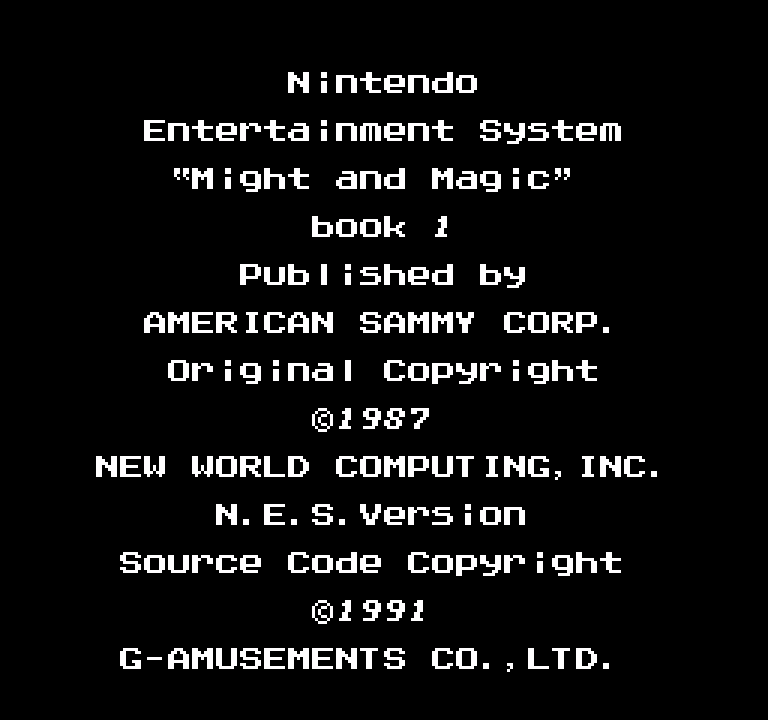 Nintendo
Entertainment System
"Might and Magic"
book 1
Published by
AMERICAN SAMMY CORP.
Original Copyright
©1987
NEW WORLD COMPUTING,INC.
N.E.S.Version
Source Code Copyright
©1991
G-AMUSEMENTS CO.,LTD.